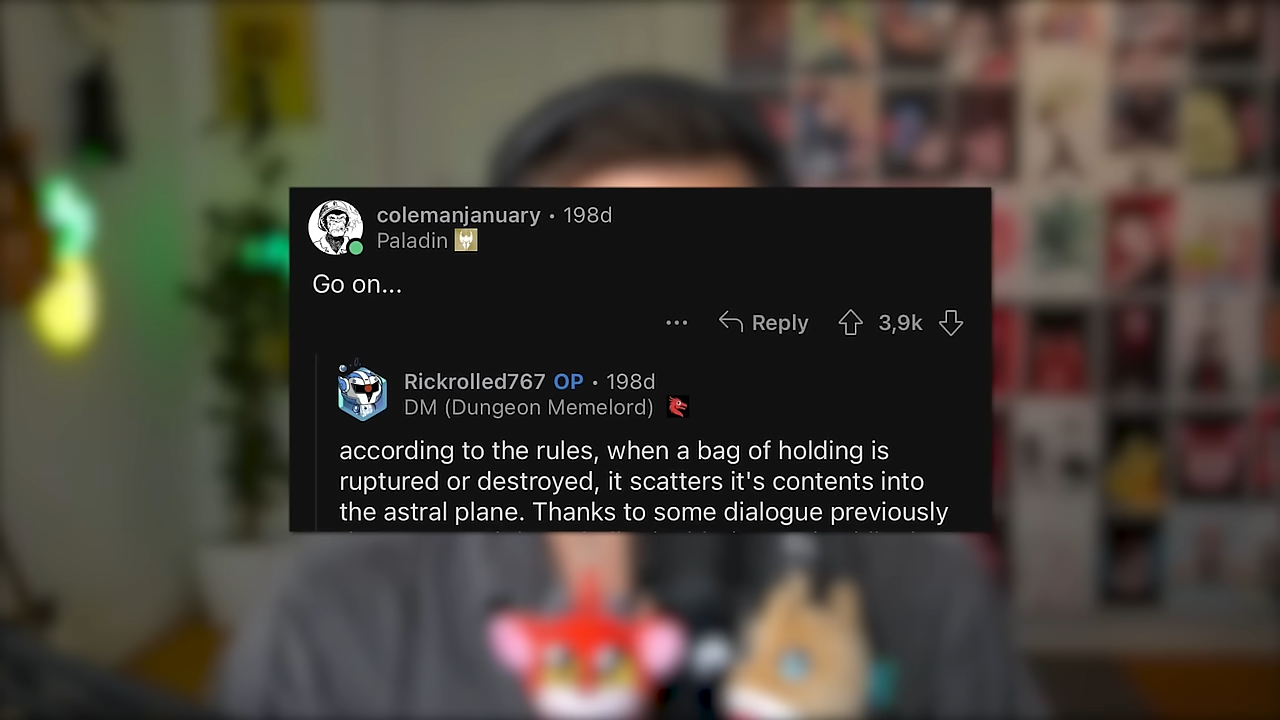 colemanjanuary • 198d
Paladin
Go on...
Reply 3,9k
Rickrolled767 OP • 198d
DM (Dungeon Memelord)
according to the rules, when a bag of holding is
ruptured or destroyed, it scatters it's contents into
the astral plane. Thanks to some dialogue previously